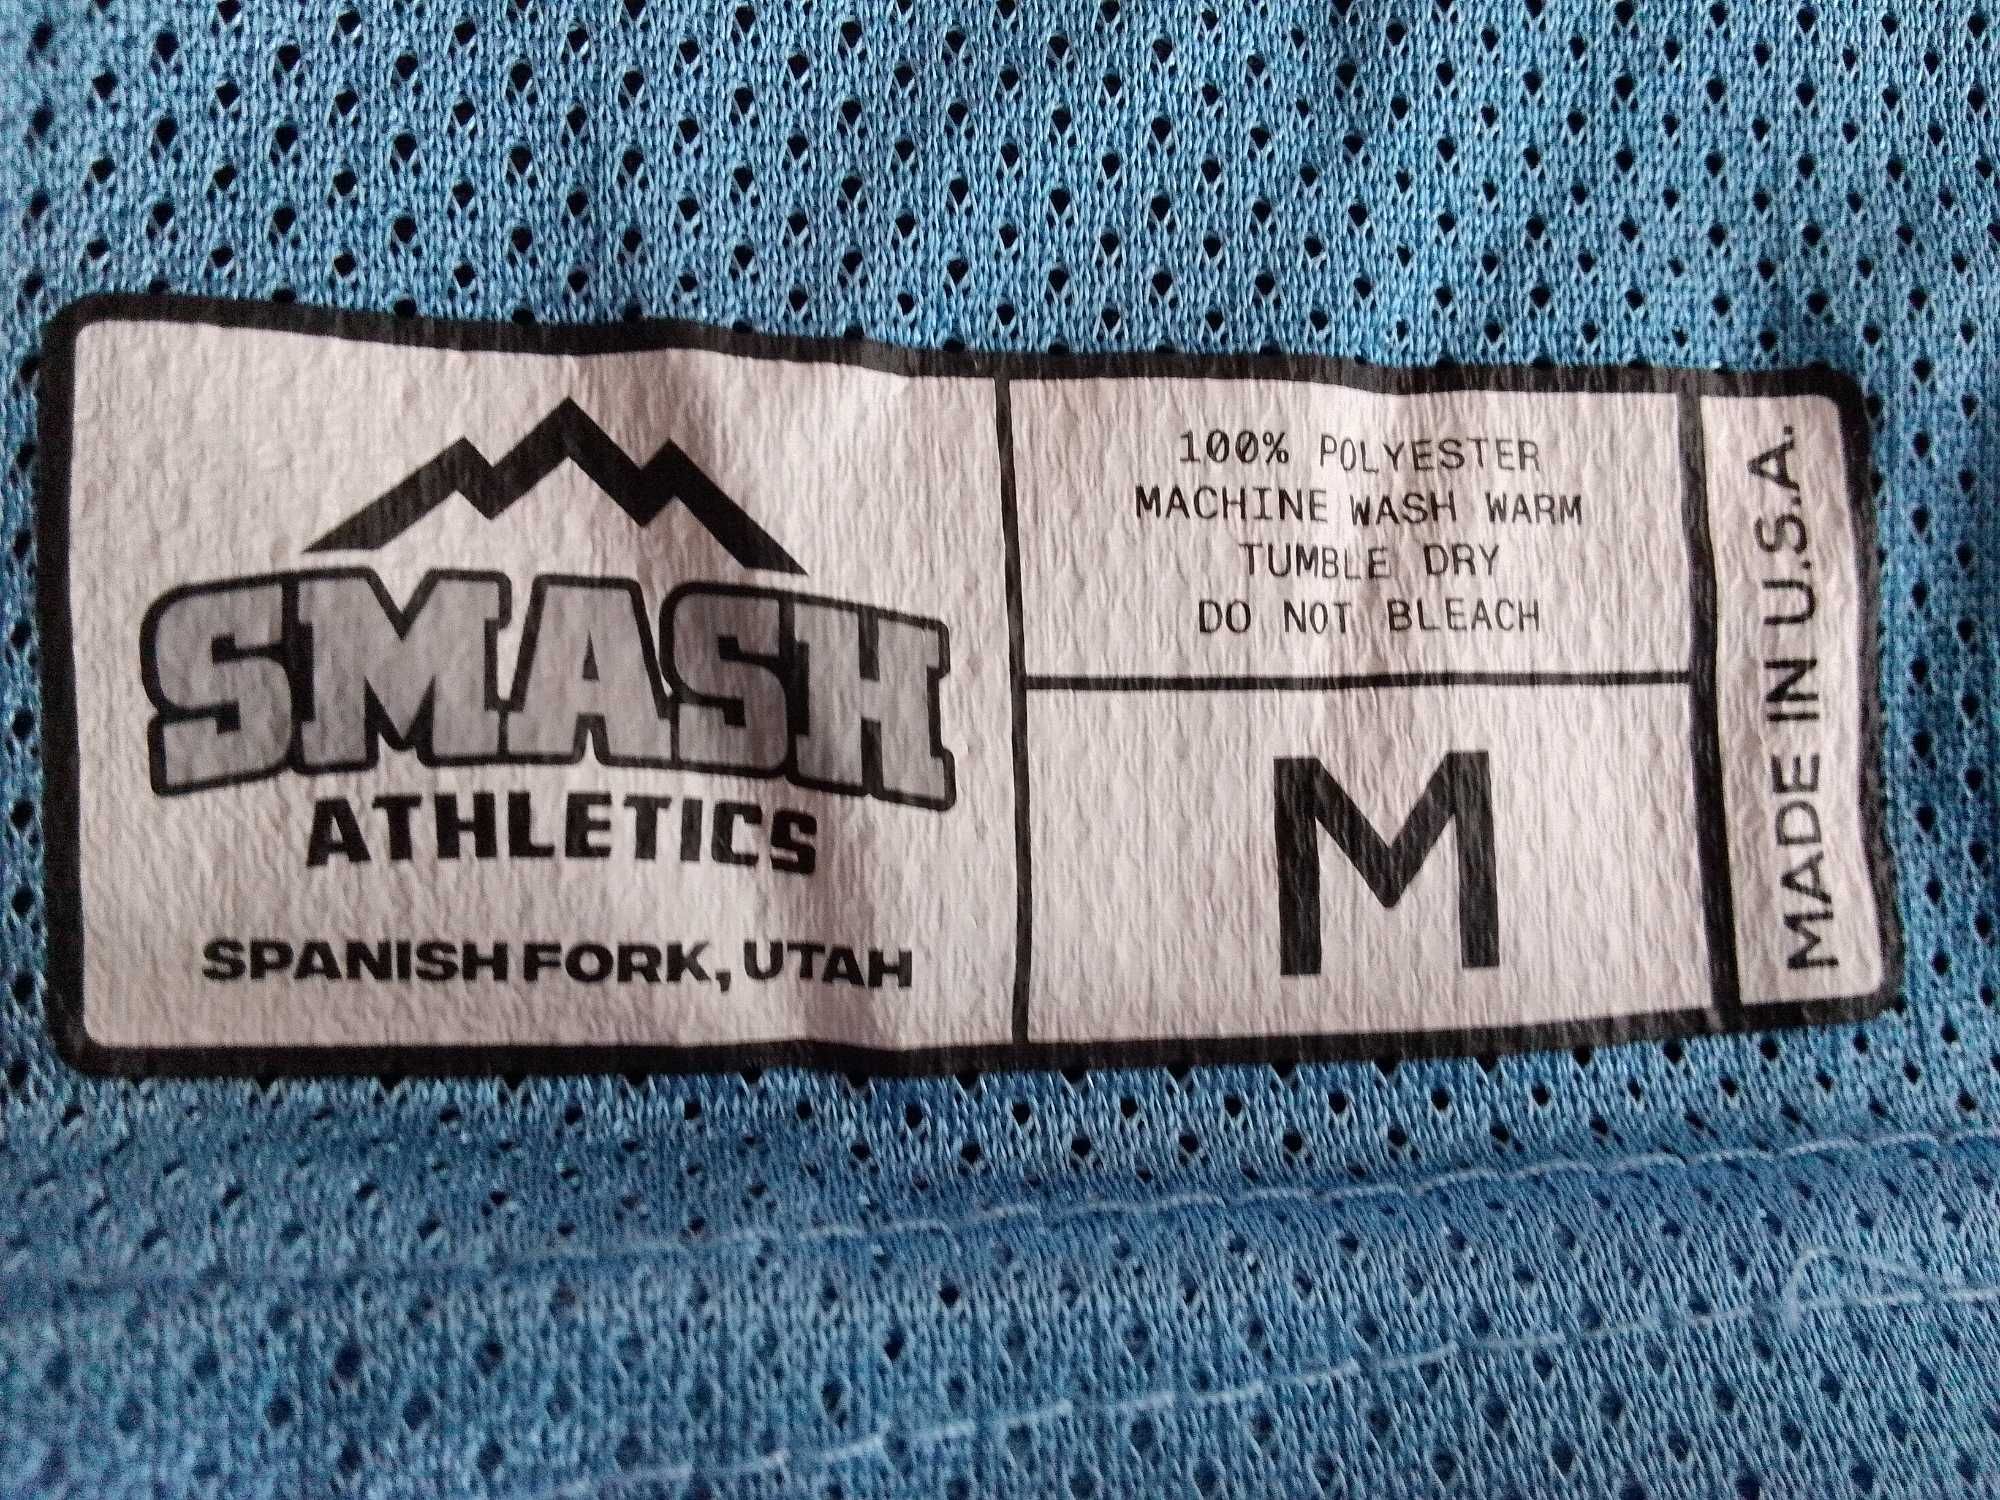 SMASH
ATHLETICS
SPANISH FORK, UTAH
100% POLYESTER
MACHINE WASH WARM
TUMBLE DRY
DO NOT BLEACH
M
MADE IN U.S.A.